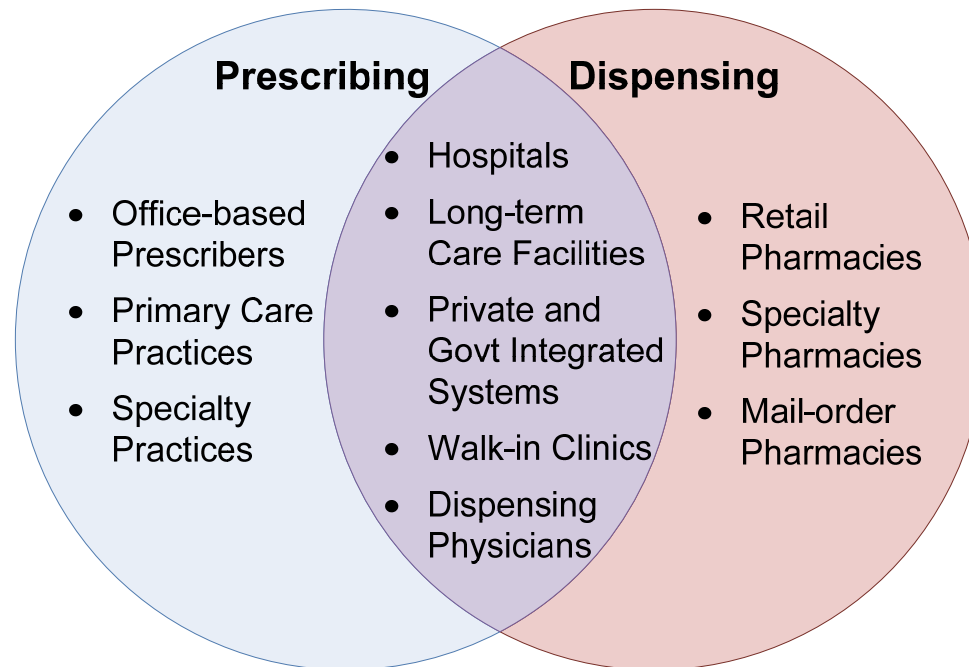 Prescribing
Dispensing
• Office-based
Prescribers
• Primary Care
Practices
• Specialty
Practices
• Hospitals
• Long-term
Care Facilities
• Private and
Govt Integrated
Systems
• Walk-in Clinics
• Dispensing
Physicians
• Retail
Pharmacies
• Specialty
Pharmacies
• Mail-order
Pharmacies